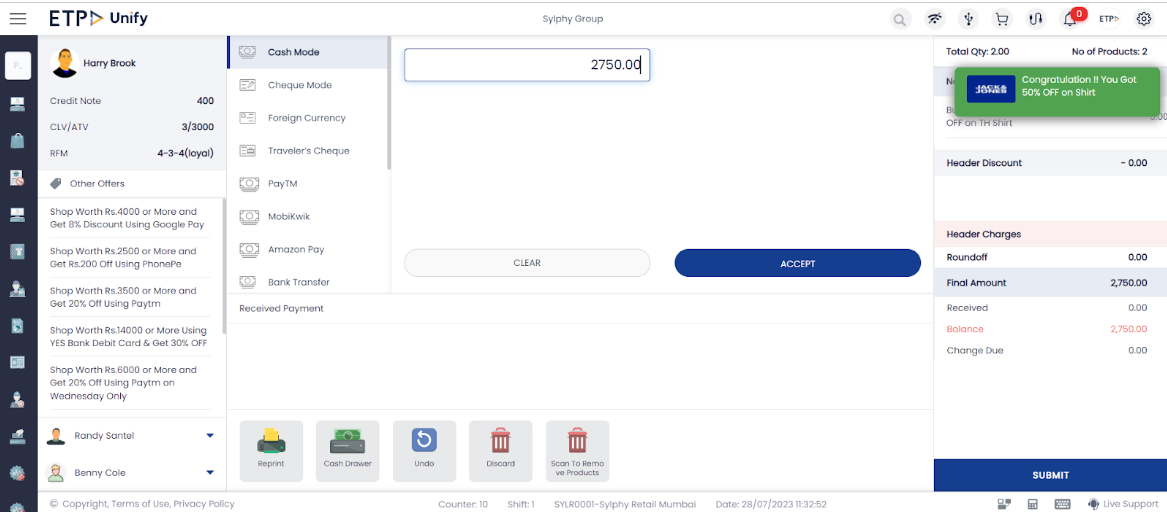 ETP Unify
Sylphy Group
0
ETP
P..
Harry Brook
Credit Note 400
CLV/ATV 3/3000
RFM 4-3-4(loyal)
Other Offers
Shop Worth Rs.4000 or More and
Get 8% Discount Using Google Pay
Shop Worth Rs.2500 or More and
Get Rs.200 Off Using PhonePe
Shop Worth Rs.3500 or More and
Get 20% Off Using Paytm
Shop Worth Rs.14000 or More Using
YES Bank Debit Card & Get 30% OFF
Shop Worth Rs.6000 or More and
Get 20% Off Using Paytm on
Wednesday Only
Randy Santel
Benny Cole
Cash Mode
Cheque Mode
Foreign Currency
Traveler's Cheque
PayTM
MobiKwik
Amazon Pay
Bank Transfer
2750.00
CLEAR
ACCEPT
Received Payment
Reprint
Cash Drawer
Undo
Discard
Scan To Remo
ve Products
Total Qty: 2.00 No of Products: 2
JACK&
JONES
Congratulation !! You Got
50% OFF on Shirt
OFF on TH Shirt
Header Discount - 0.00
Header Charges
Roundoff 0.00
Final Amount 2,750.00
Received 0.00
Balance 2,750.00
Change Due 0.00
SUBMIT
© Copyright, Terms of Use, Privacy Policy
Counter: 10 Shift: 1 SYLR0001-Sylphy Retail Mumbai Date: 28/07/2023 11:32:52
Live Support